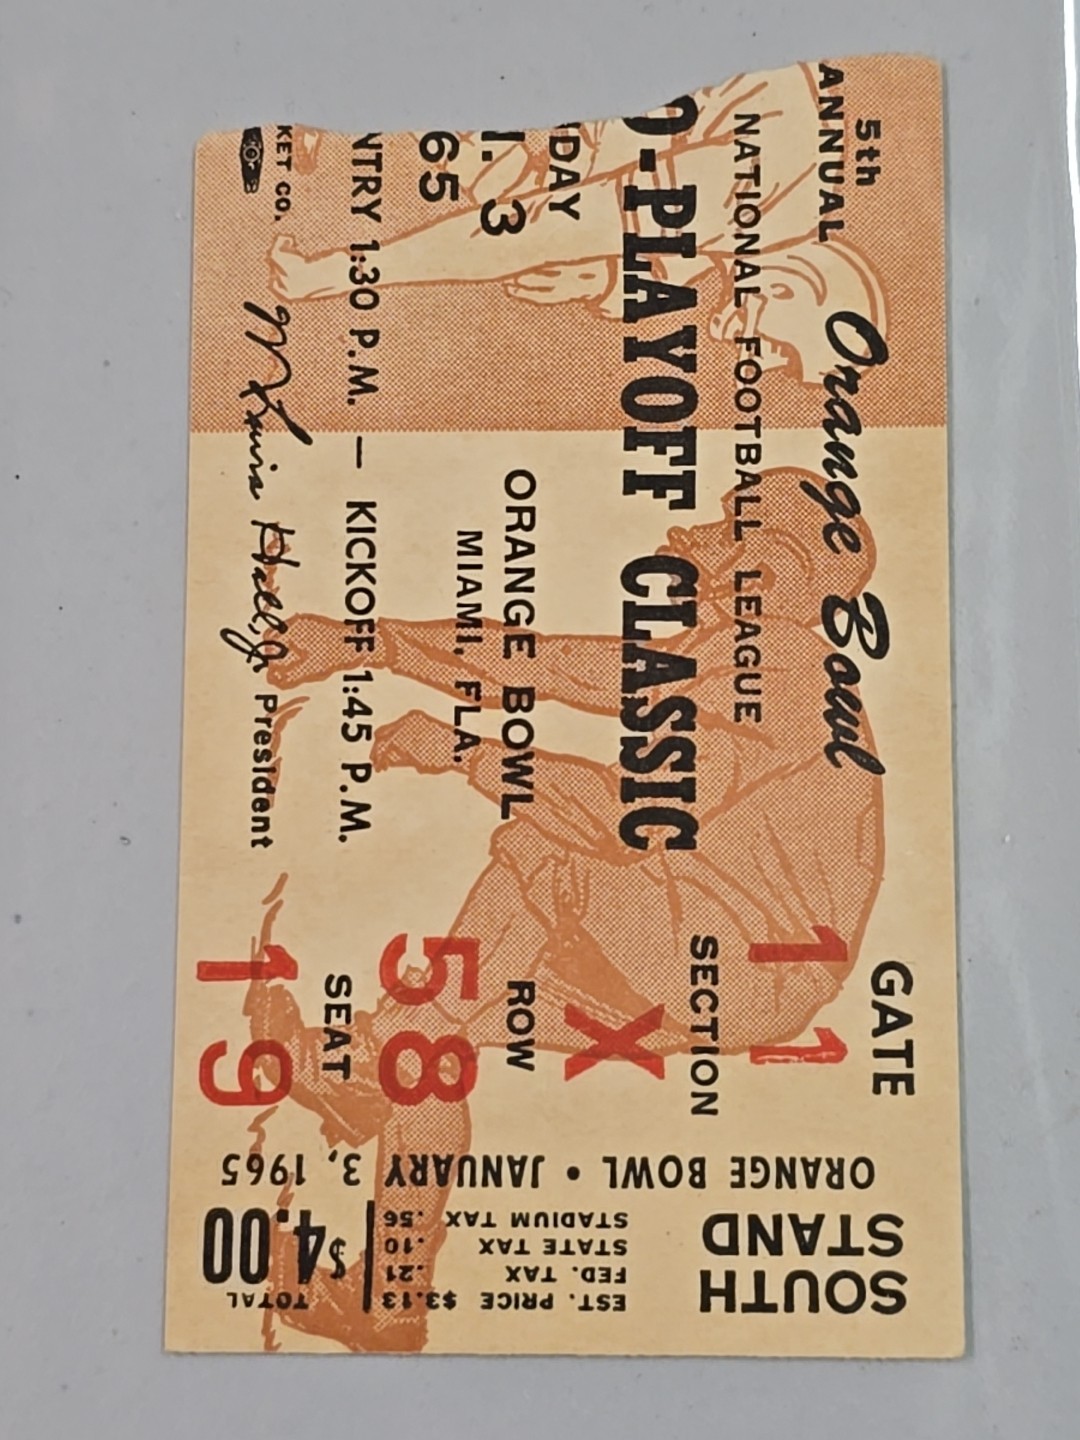 5th
ANNUAL Orange Bowl
NATIONAL FOOTBALL LEAGUE
O-PLAYOFF CLASSIC
DAY
N. 3
65
ORANGE BOWL
MIAMI, FLA.
NTRY 1:30 P.M. — KICKOFF 1:45 P.M.
KET CO.
President
GATE
11
SECTION
X
ROW
58
SEAT
19
SOUTH
STAND
ORANGE BOWL • JANUARY 3, 1965
EST. PRICE $3.13
FED. TAX .21
STATE TAX .10
STADIUM TAX .56
TOTAL
$4.00